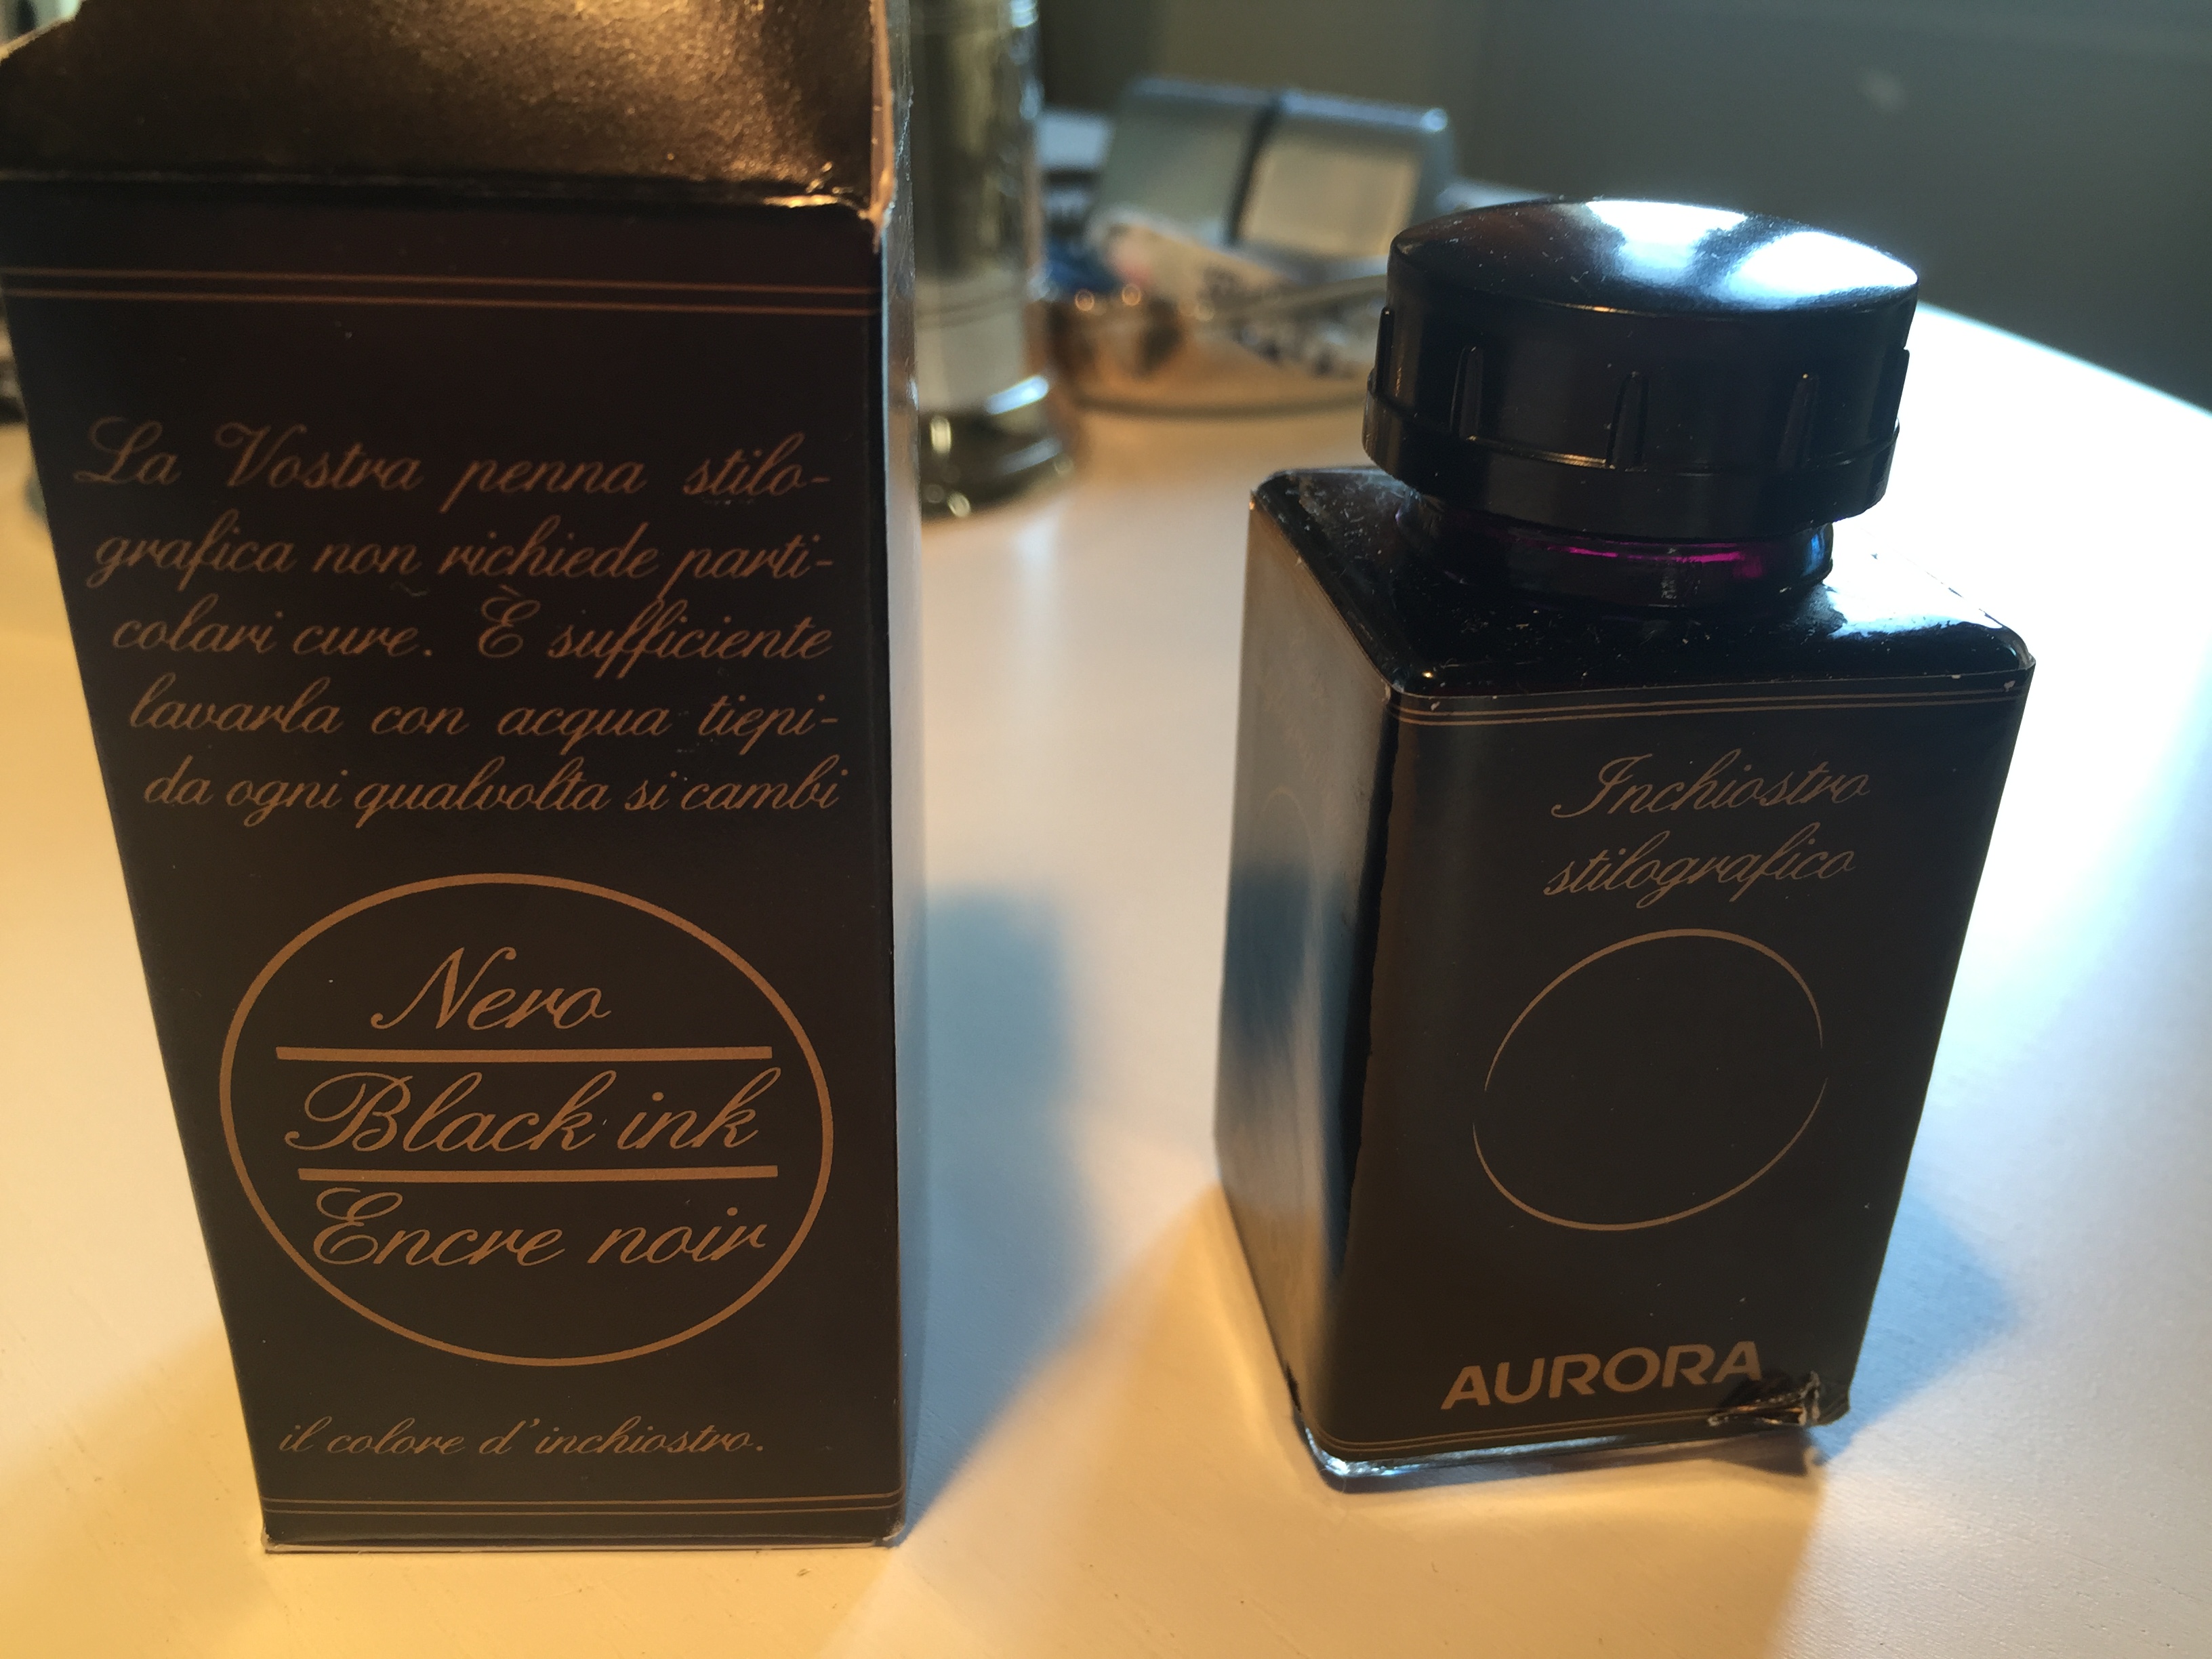 La Vostra penna stilo-
grafica non richiede parti-
colari cure. È sufficiente
lavarla con acqua tiepi-
da ogni qualvolta si cambi
Nero
Black ink
Encre noir
il colore d'inchiostro.
Inchiostro
stilografico
AURORA